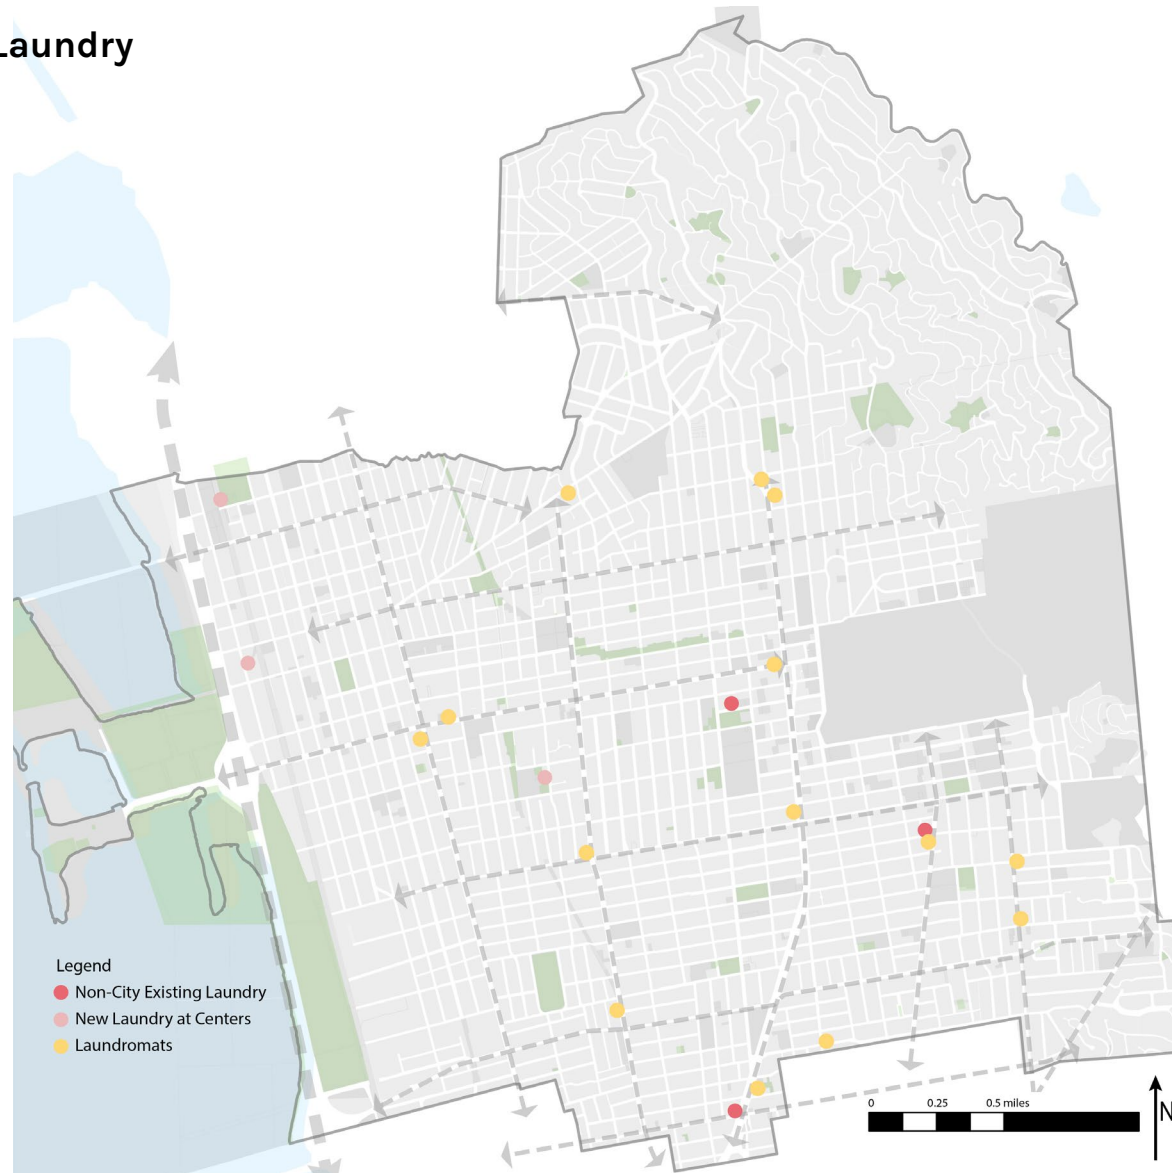 Laundry
Legend
Non-City Existing Laundry
New Laundry at Centers
Laundromats
0 0.25 0.5 miles
N